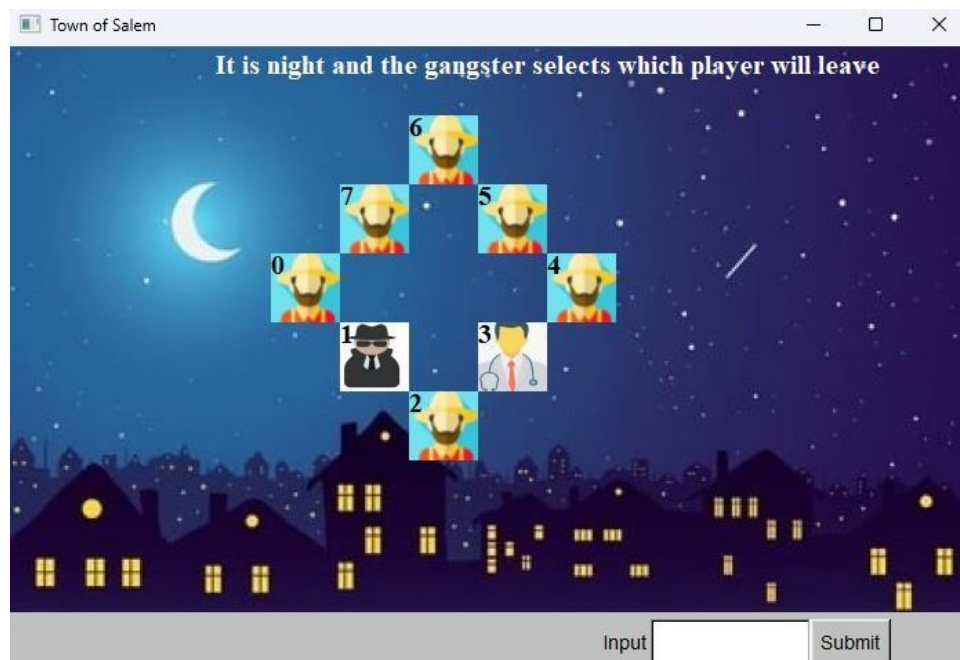 Town of Salem
It is night and the gangster selects which player will leave
6
7 5
0 4
1 3
2
Input Submit